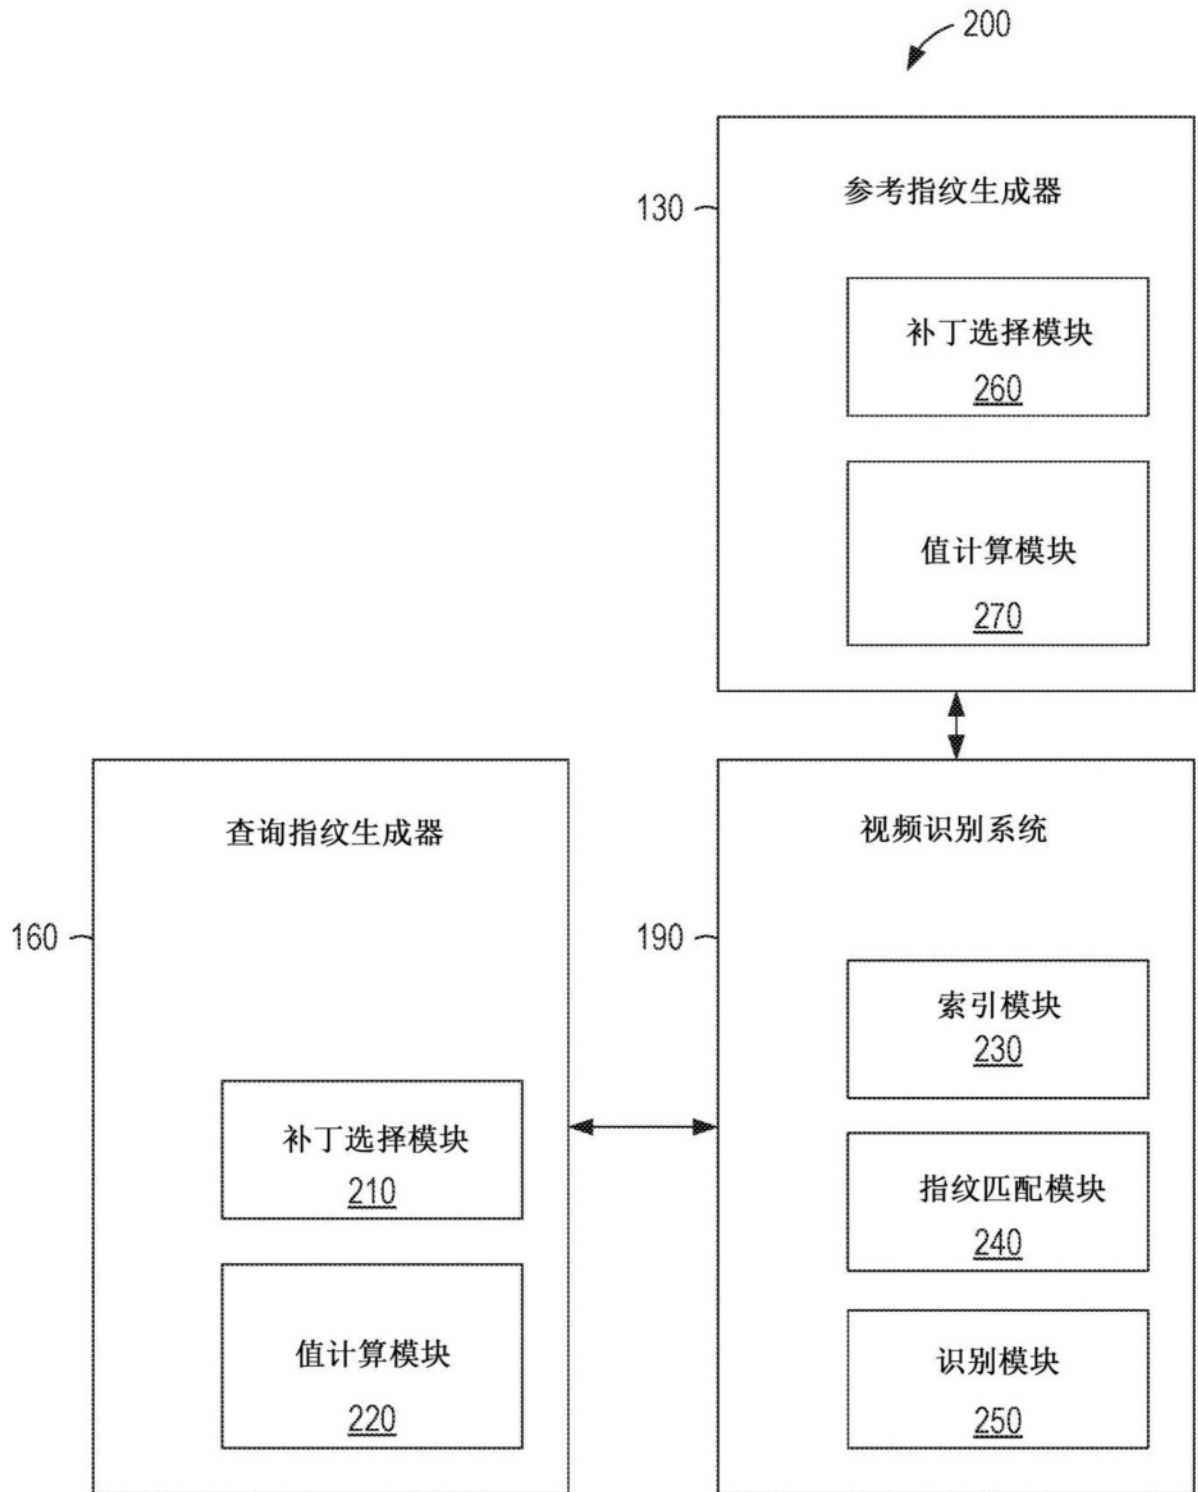 200
130
参考指纹生成器
补丁选择模块
260
值计算模块
270
查询指纹生成器
160
补丁选择模块
210
值计算模块
220
视频识别系统
190
索引模块
230
指纹匹配模块
240
识别模块
250